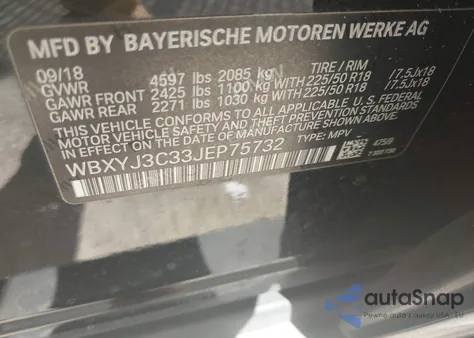 MFD BY BAYERISCHE MOTOREN WERKE AG
09/18 TIRE / RIM
GVWR 4597 lbs 2085 kg
GAWR FRONT 2425 lbs 1100 kg WITH 225/50 R18 /7.5Jx18
GAWR REAR 2271 lbs 1030 kg WITH 225/50 R18 /7.5Jx18
THIS VEHICLE CONFORMS TO ALL APPLICABLE U.S. FEDERAL
MOTOR VEHICLE SAFETY, BUMPER, AND THEFT PREVENTION STANDARDS
IN EFFECT ON THE DATE OF MANUFACTURE SHOWN ABOVE.
WBXYJ3C33JEP75732 TYPE: MPV
autoSnap